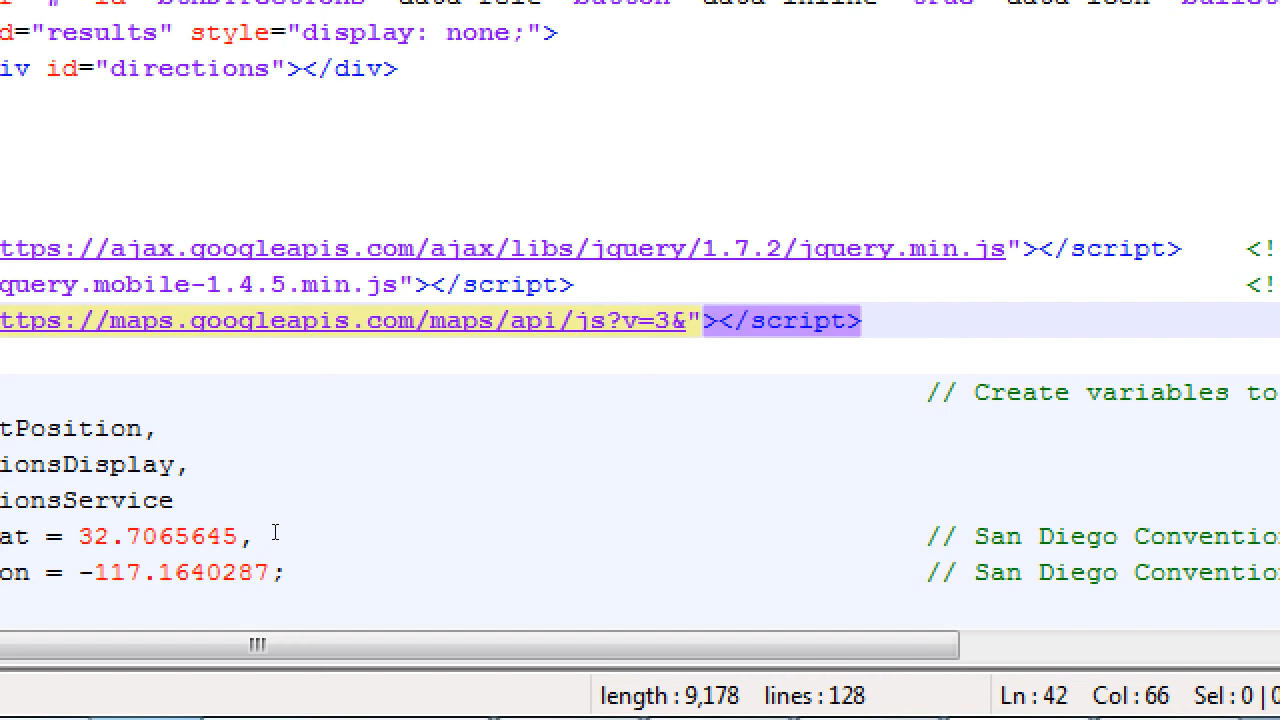 d="results" style="display: none;">
iv id="directions"></div>
ttps://ajax.googleapis.com/ajax/libs/jquery/1.7.2/jquery.min.js"></script> <!
query.mobile-1.4.5.min.js"></script> <!
ttps://maps.googleapis.com/maps/api/js?v=3&"></script>
// Create variables to
tPosition,
ionsDisplay,
ionsService
at = 32.7065645, // San Diego Conventio
on = -117.1640287; // San Diego Conventio
length : 9,178 lines : 128 Ln : 42 Col : 66 Sel : 0 | 0